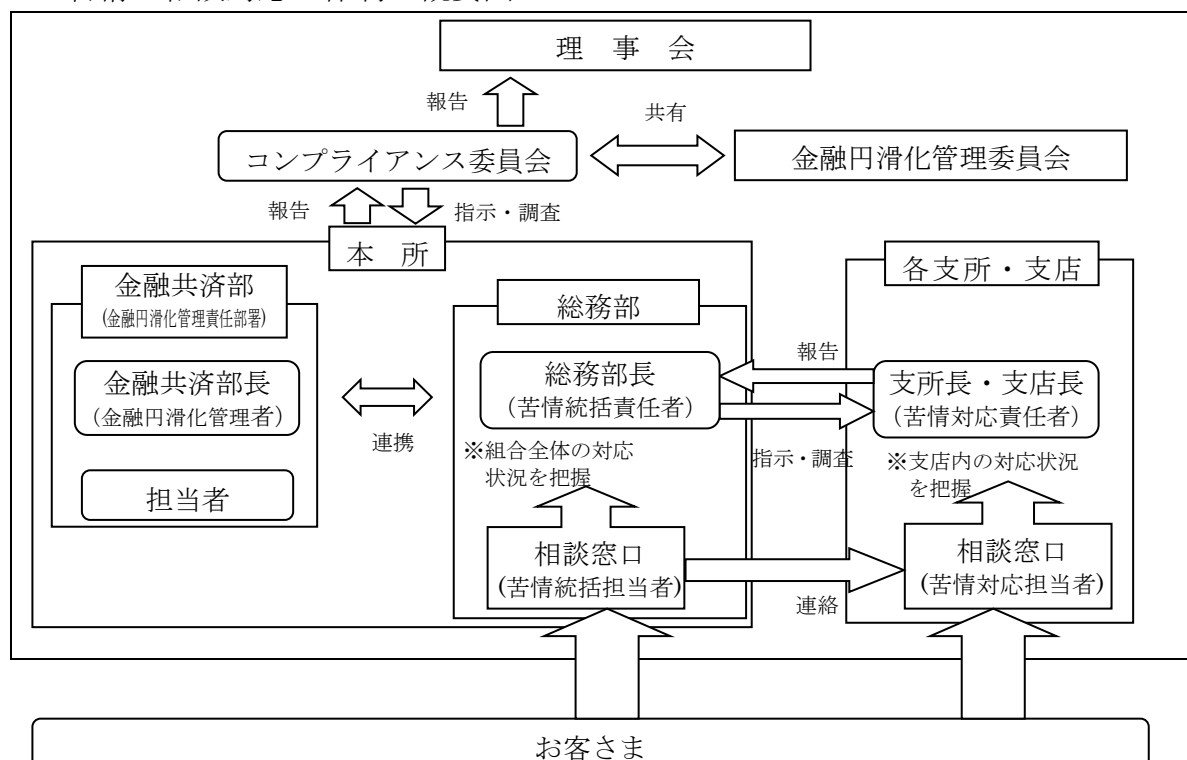 理 事 会
報告
共有
コンプライアンス委員会
金融円滑化管理委員会
報告
指示・調査
本 所
各支所・支店
金融共済部
(金融円滑化管理責任部署)
総務部
金融共済部長
(金融円滑化管理者)
連携
総務部長
(苦情統括責任者)
報告
指示・調査
支所長・支店長
(苦情対応責任者)
※組合全体の対応
状況を把握
※支店内の対応状況
を把握
担当者
相談窓口
(苦情統括担当者)
連絡
相談窓口
(苦情対応担当者)
お客さま